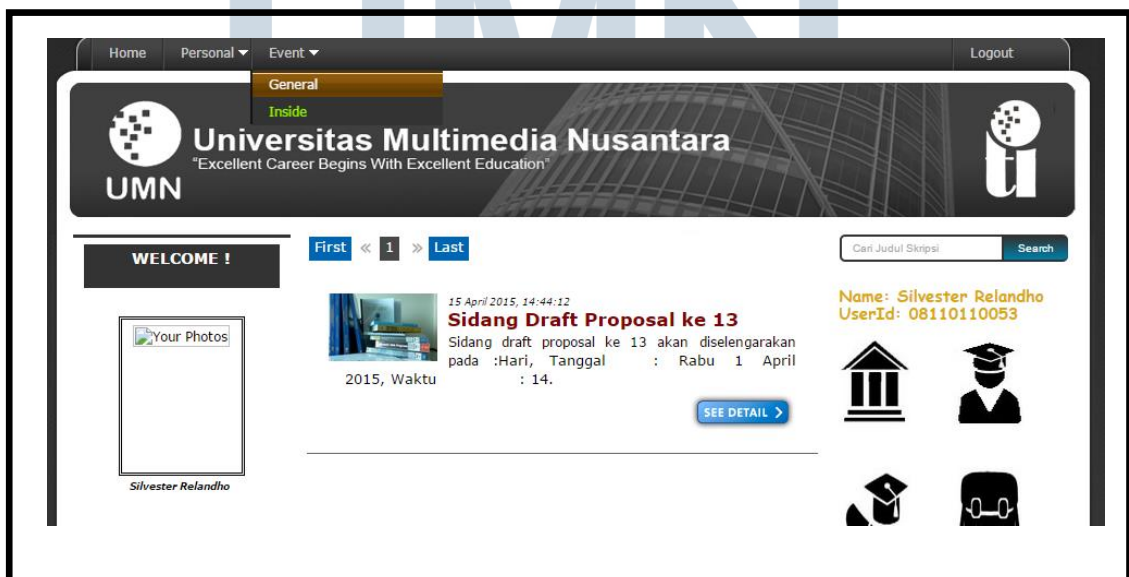 UMN
Home Personal Event Logout
General
Inside
Universitas Multimedia Nusantara
"Excellent Career Begins With Excellent Education"
UMN
ti
WELCOME !
Your Photos
Silvester Relandho
First « 1 » Last
15 April 2015, 14:44:12
Sidang Draft Proposal ke 13
Sidang draft proposal ke 13 akan diselengarakan
pada :Hari, Tanggal : Rabu 1 April
2015, Waktu : 14.
SEE DETAIL
Cari Judul Skripsi Search
Name: Silvester Relandho
UserId: 08110110053